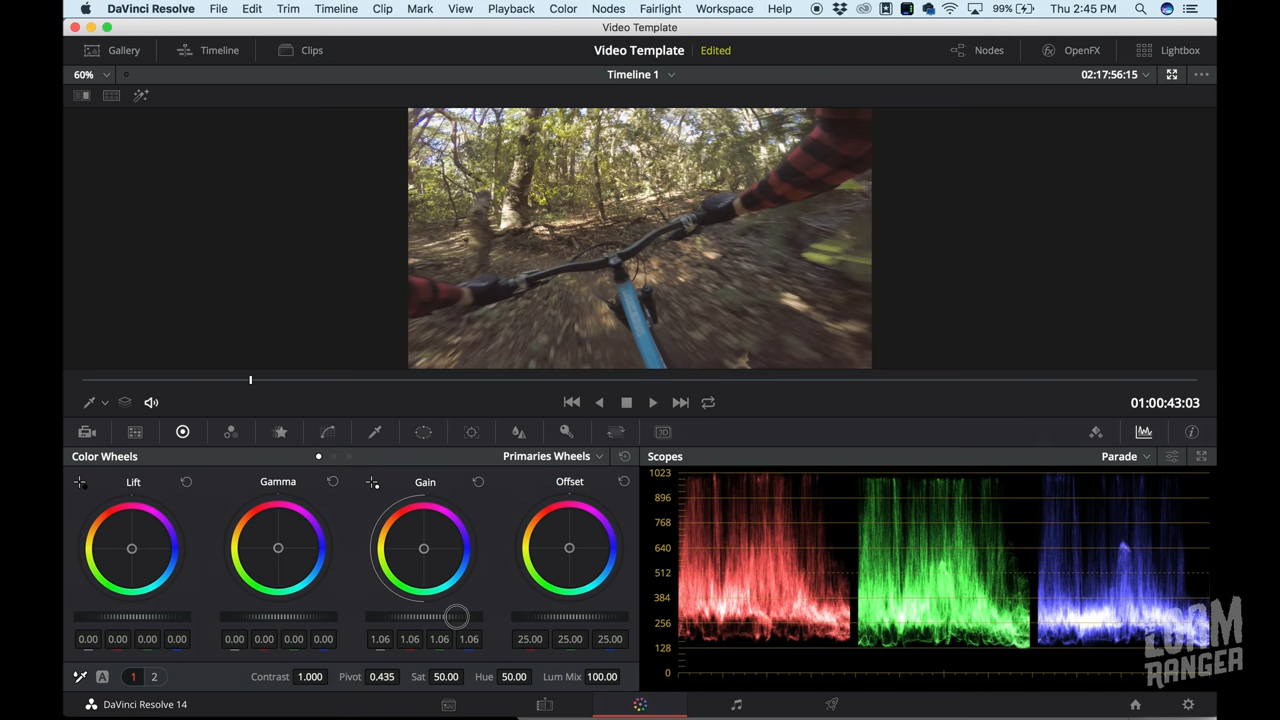 DaVinci Resolve File Edit Trim Timeline Clip Mark View Playback Color Nodes Fairlight Workspace Help 99% Thu 2:45 PM
Video Template
Gallery Timeline Clips Video Template Edited Nodes OpenFX Lightbox
60% Timeline 1 02:17:56:15
01:00:43:03
3D
Color Wheels Primaries Wheels Scopes Parade
Lift Gamma Gain Offset
1023
896
768
640
512
384
256
128
0
0.00 0.00 0.00 0.00 0.00 0.00 0.00 0.00 1.06 1.06 1.06 1.06 25.00 25.00 25.00
A 1 2 Contrast 1.000 Pivot 0.435 Sat 50.00 Hue 50.00 Lum Mix 100.00
LOAM
RANGER
DaVinci Resolve 14